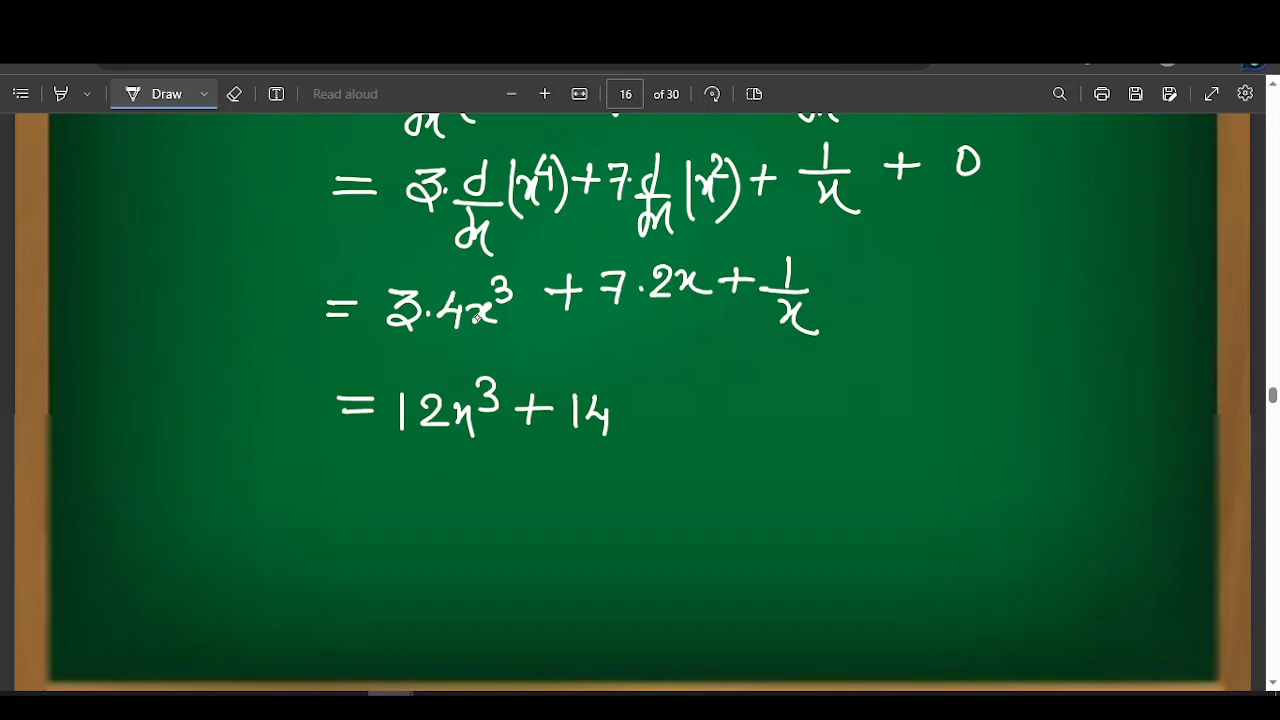 Draw Read aloud 16 of 30
= 3·d/dx(x⁴)+7·d/dx(x²)+ 1/x + 0
= 3·4x³ + 7·2x + 1/x
= 12x³ + 14